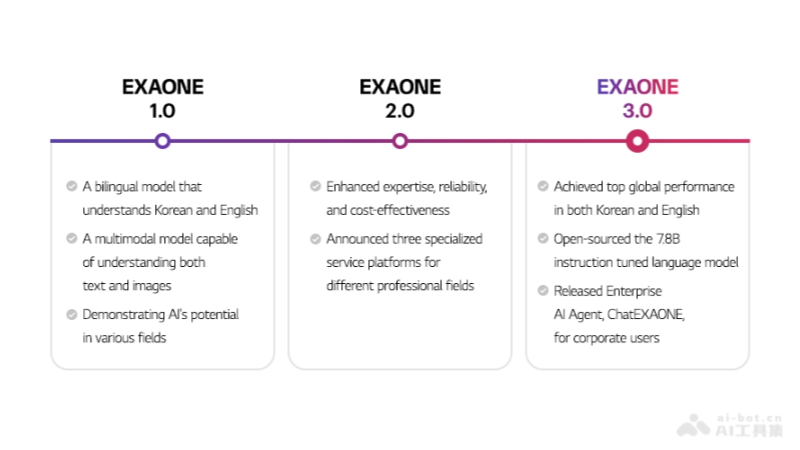 EXAONE
1.0
EXAONE
2.0
EXAONE
3.0
A bilingual model that
understands Korean and English
A multimodal model capable
of understanding both
text and images
Demonstrating AI's potential
in various fields
Enhanced expertise, reliability,
and cost-effectiveness
Announced three specialized
service platforms for
different professional fields
Achieved top global performance
in both Korean and English
Open-sourced the 7.8B
instruction tuned language model
Released Enterprise
AI Agent, ChatEXAONE,
for corporate users
ai-bot.cn
AI工具集